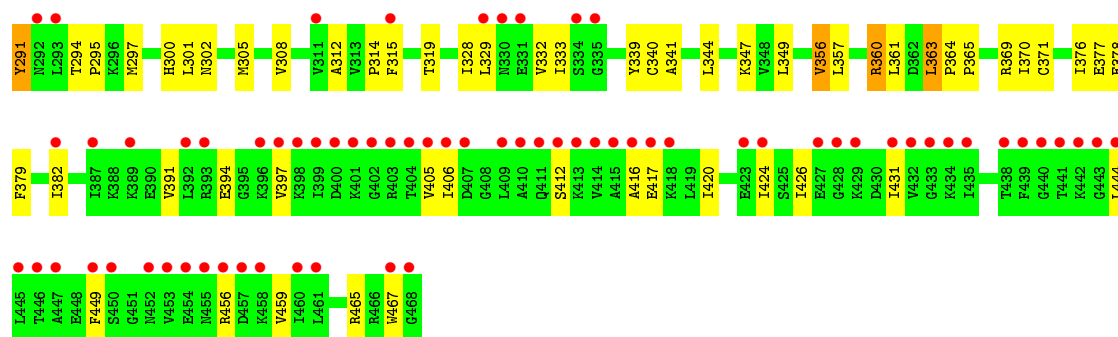 Y291 N292 L293 T294 P295 K296 M297 H300 L301 N302 M305 V308 V311 A312 V313 P314 F315 T319 I328 L329 N330 E331 V332 I333 S334 G335 Y339 C340 A341 L344 K347 V348 L349 V356 L357 R360 L361 D362 L363 P364 P365 R369 I370 C371 I376 E377
F379 I382 I387 K388 K389 E390 V391 L392 R393 E394 G395 K396 V397 K398 I399 D400 K401 G402 R403 T404 V405 I406 D407 G408 L409 A410 Q411 S412 K413 V414 A415 A416 E417 K418 L419 I420 E423 I424 S425 I426 E427 G428 K429 D430 I431 V432 G433 K434 I435 T438 F439 G440 T441 K442 G443
L445 T446 A447 E448 F449 S450 G451 N452 V453 E454 N455 R456 D457 K458 V459 I460 L461 R465 R466 W467 G468